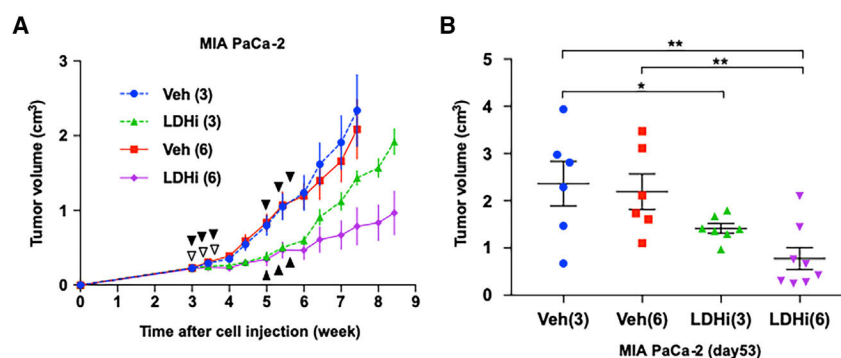 A
MIA PaCa-2
Tumor volume (cm³)
3
2
1
0
Veh (3)
LDHi (3)
Veh (6)
LDHi (6)
0 1 2 3 4 5 6 7 8 9
Time after cell injection (week)
B
Tumor volume (cm³)
5
4
3
2
1
0
**
**
*
Veh(3) Veh(6) LDHi(3) LDHi(6)
MIA PaCa-2 (day53)